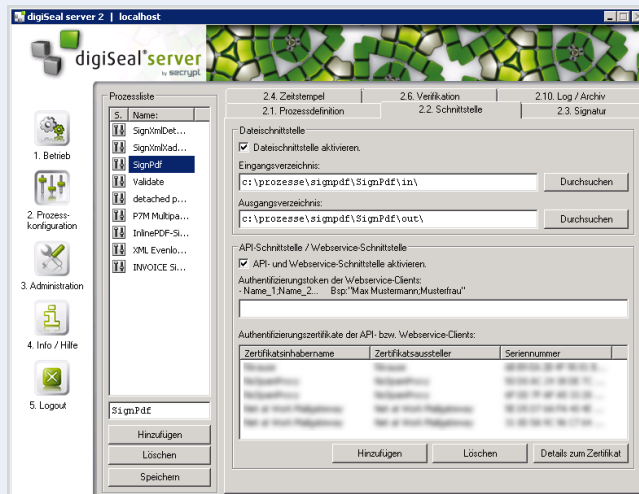 digiSeal server 2 | localhost
digiSeal®server
by secrypt
1. Betrieb
2. Prozess-
konfiguration
3. Administration
4. Info / Hilfe
5. Logout
Prozessliste
S. Name:
SignXmlDet...
SignXmlXad...
SignPdf
Validate
detached p...
P7M Multipa...
InlinePDF-Si...
XML Evenlo...
INVOICE Si...
SignPdf
Hinzufügen
Löschen
Speichern
2.4. Zeitstempel
2.6. Verifikation
2.10. Log / Archiv
2.1. Prozessdefinition
2.2. Schnittstelle
2.3. Signatur
Dateischnittstelle
Dateischnittstelle aktivieren.
Eingangsverzeichnis:
c:\prozesse\signpdf\SignPdf\in\
Durchsuchen
Ausgangsverzeichnis:
c:\prozesse\signpdf\SignPdf\out\
Durchsuchen
API-Schnittstelle / Webservice-Schnittstelle
API- und Webservice-Schnittstelle aktivieren.
Authentifizierungstoken der Webservice-Clients:
- Name_1;Name_2... Bsp:"Max Mustermann;Musterfrau"
Authentifizierungszertifikate der API- bzw. Webservice-Clients:
Zertifikatsinhabername
Zertifikatsaussteller
Seriennummer
Hinzufügen
Löschen
Details zum Zertifikat